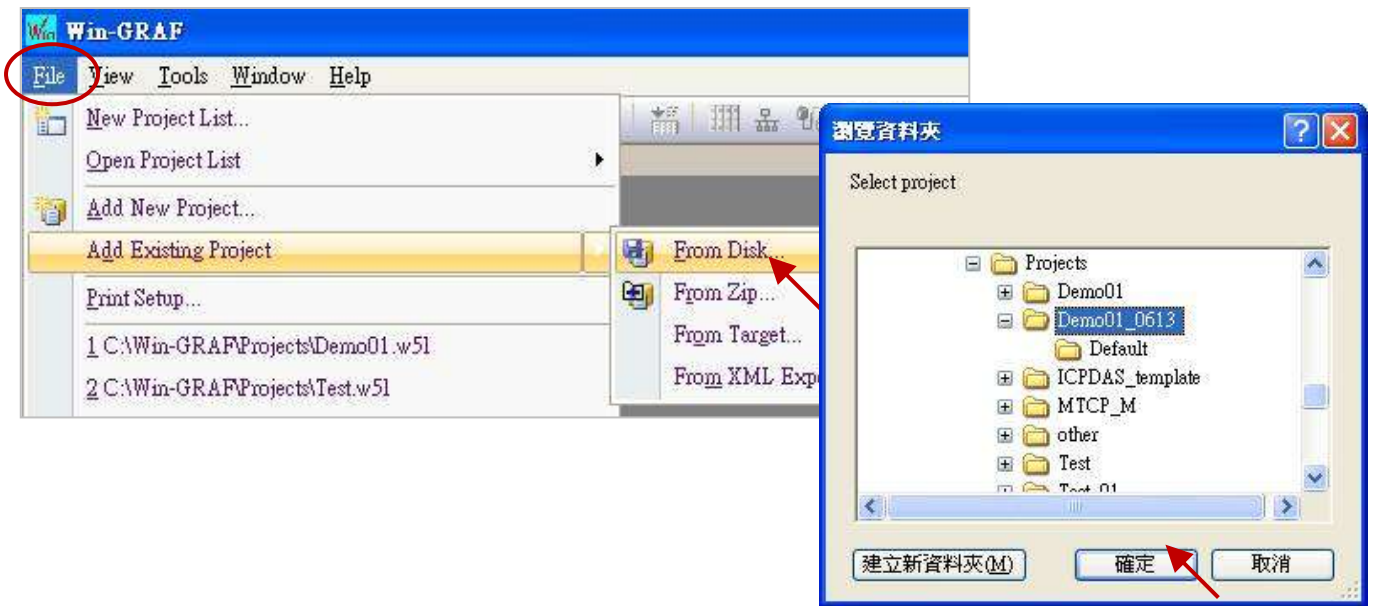 Win-GRAF
File View Tools Window Help
New Project List...
Open Project List
Add New Project...
Add Existing Project
Print Setup...
1 C:\Win-GRAF\Projects\Demo01.w5l
2 C:\Win-GRAF\Projects\Test.w5l
From Disk...
From Zip...
From Target...
From XML
瀏覽資料夾
Select project
Projects
Demo01
Demo01_0613
Default
ICPDAS_template
MTCP_M
other
Test
Test_01
建立新資料夾(M) 確定 取消